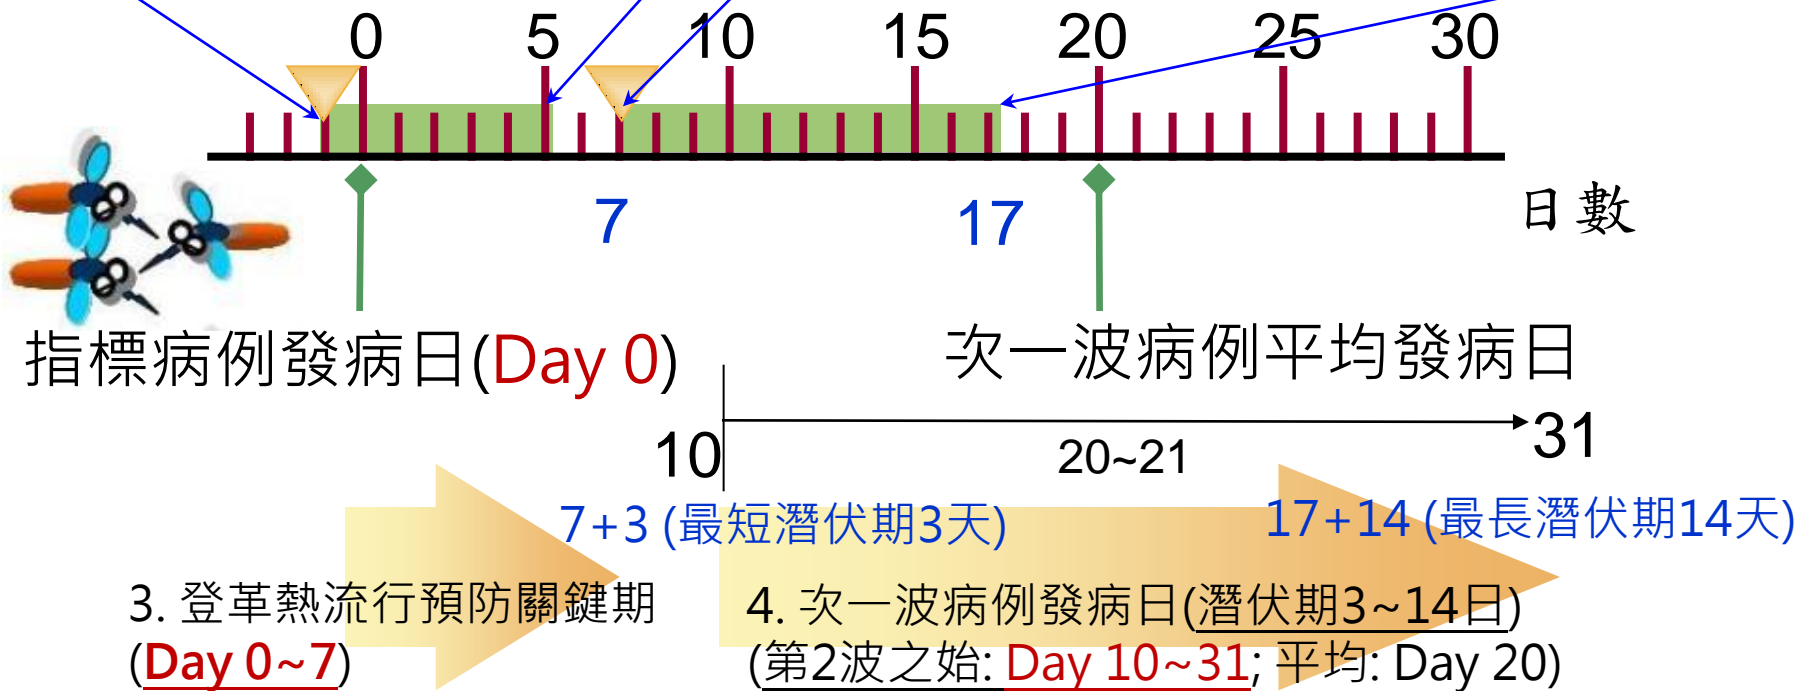 0 5 10 15 20 25 30
7 17 日數
指標病例發病日(Day 0) 次一波病例平均發病日
10 20~21 31
7+3 (最短潛伏期3天) 17+14 (最長潛伏期14天)
3. 登革熱流行預防關鍵期
(Day 0~7)
4. 次一波病例發病日(潛伏期3~14日)
(第2波之始: Day 10~31; 平均: Day 20)